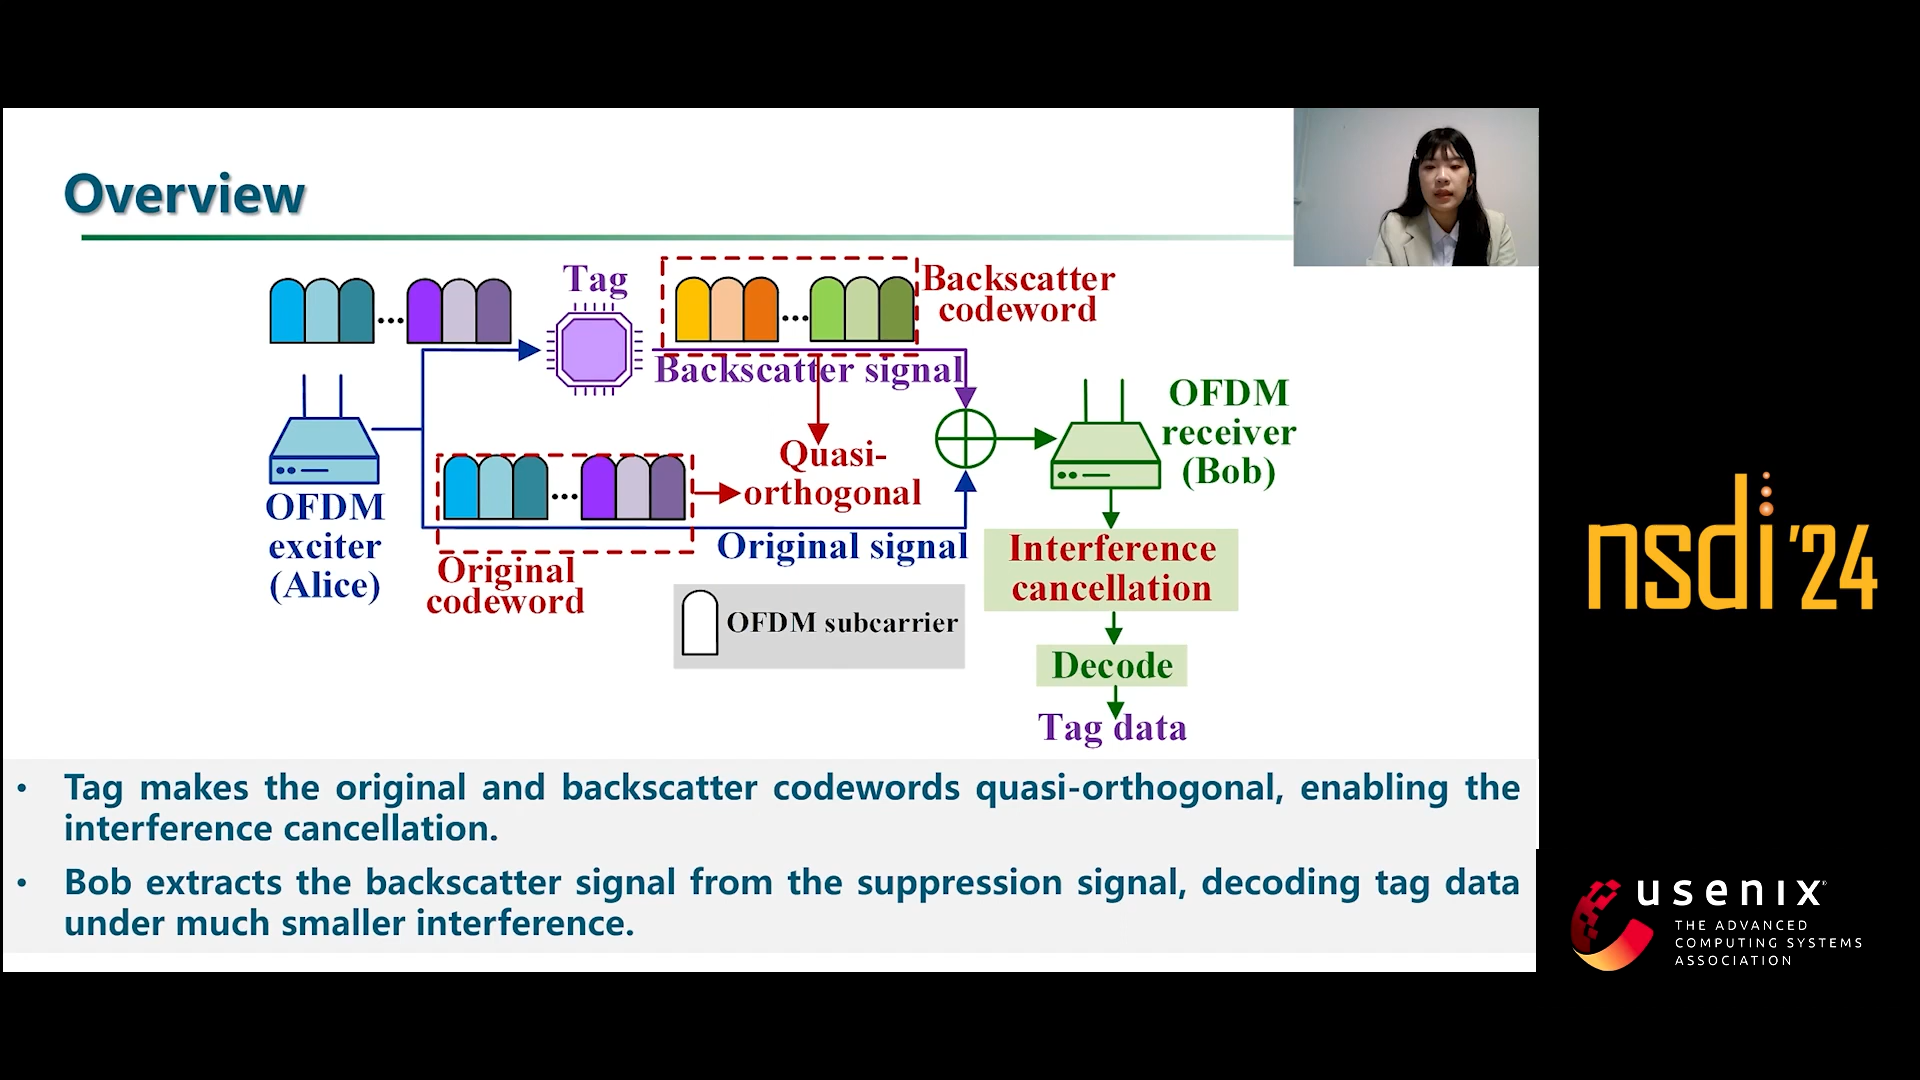 Overview
Tag
Backscatter
codeword
Backscatter signal
OFDM
receiver
(Bob)
Quasi-
orthogonal
OFDM
exciter
(Alice)
Original signal
Original
codeword
OFDM subcarrier
Interference
cancellation
Decode
Tag data
• Tag makes the original and backscatter codewords quasi-orthogonal, enabling the
interference cancellation.
• Bob extracts the backscatter signal from the suppression signal, decoding tag data
under much smaller interference.
nsdi '24
usenix
THE ADVANCED
COMPUTING SYSTEMS
ASSOCIATION